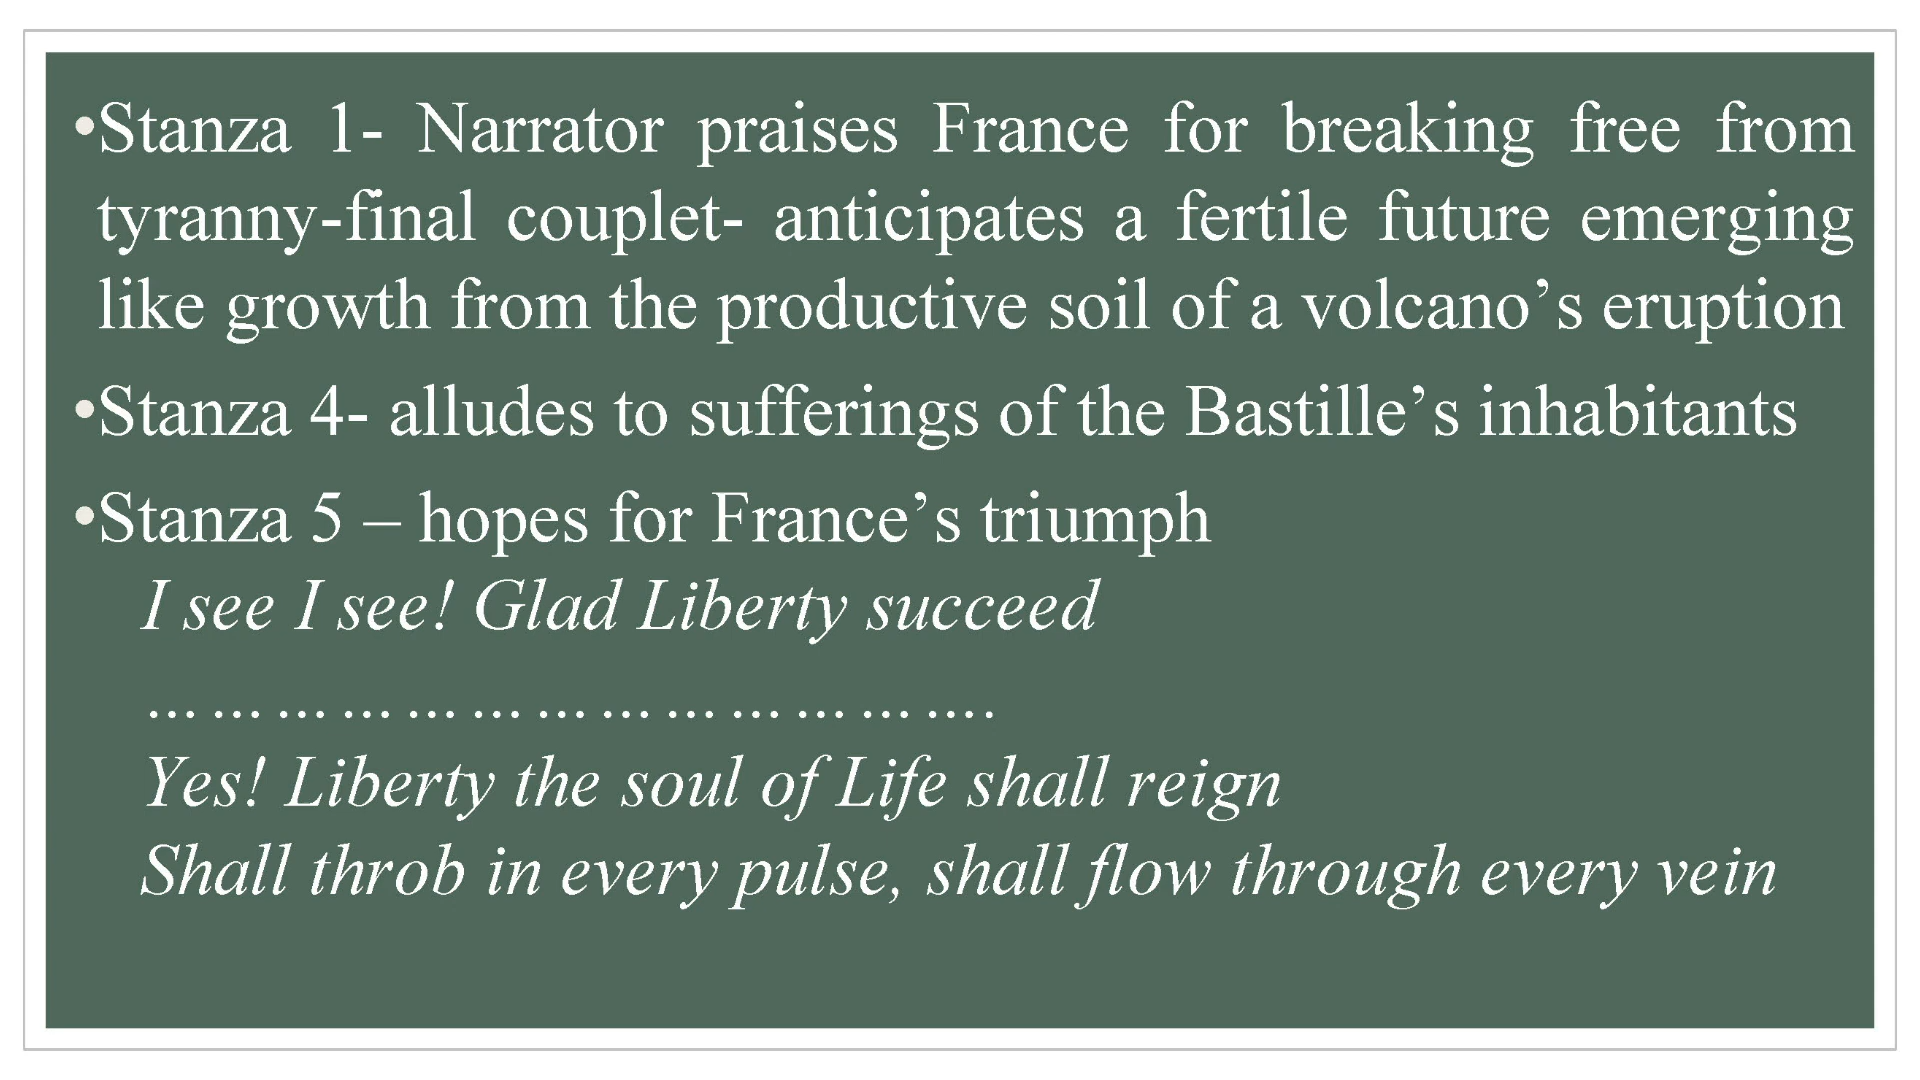 •Stanza 1- Narrator praises France for breaking free from
tyranny-final couplet- anticipates a fertile future emerging
like growth from the productive soil of a volcano’s eruption
•Stanza 4- alludes to sufferings of the Bastille’s inhabitants
•Stanza 5 – hopes for France’s triumph
I see I see! Glad Liberty succeed
…………………………………….
Yes! Liberty the soul of Life shall reign
Shall throb in every pulse, shall flow through every vein